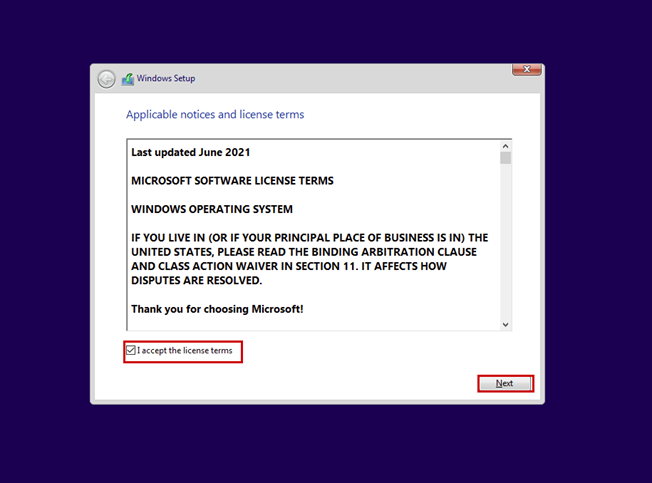 Windows Setup
Applicable notices and license terms
Last updated June 2021
MICROSOFT SOFTWARE LICENSE TERMS
WINDOWS OPERATING SYSTEM
IF YOU LIVE IN (OR IF YOUR PRINCIPAL PLACE OF BUSINESS IS IN) THE
UNITED STATES, PLEASE READ THE BINDING ARBITRATION CLAUSE
AND CLASS ACTION WAIVER IN SECTION 11. IT AFFECTS HOW
DISPUTES ARE RESOLVED.
Thank you for choosing Microsoft!
I accept the license terms
Next